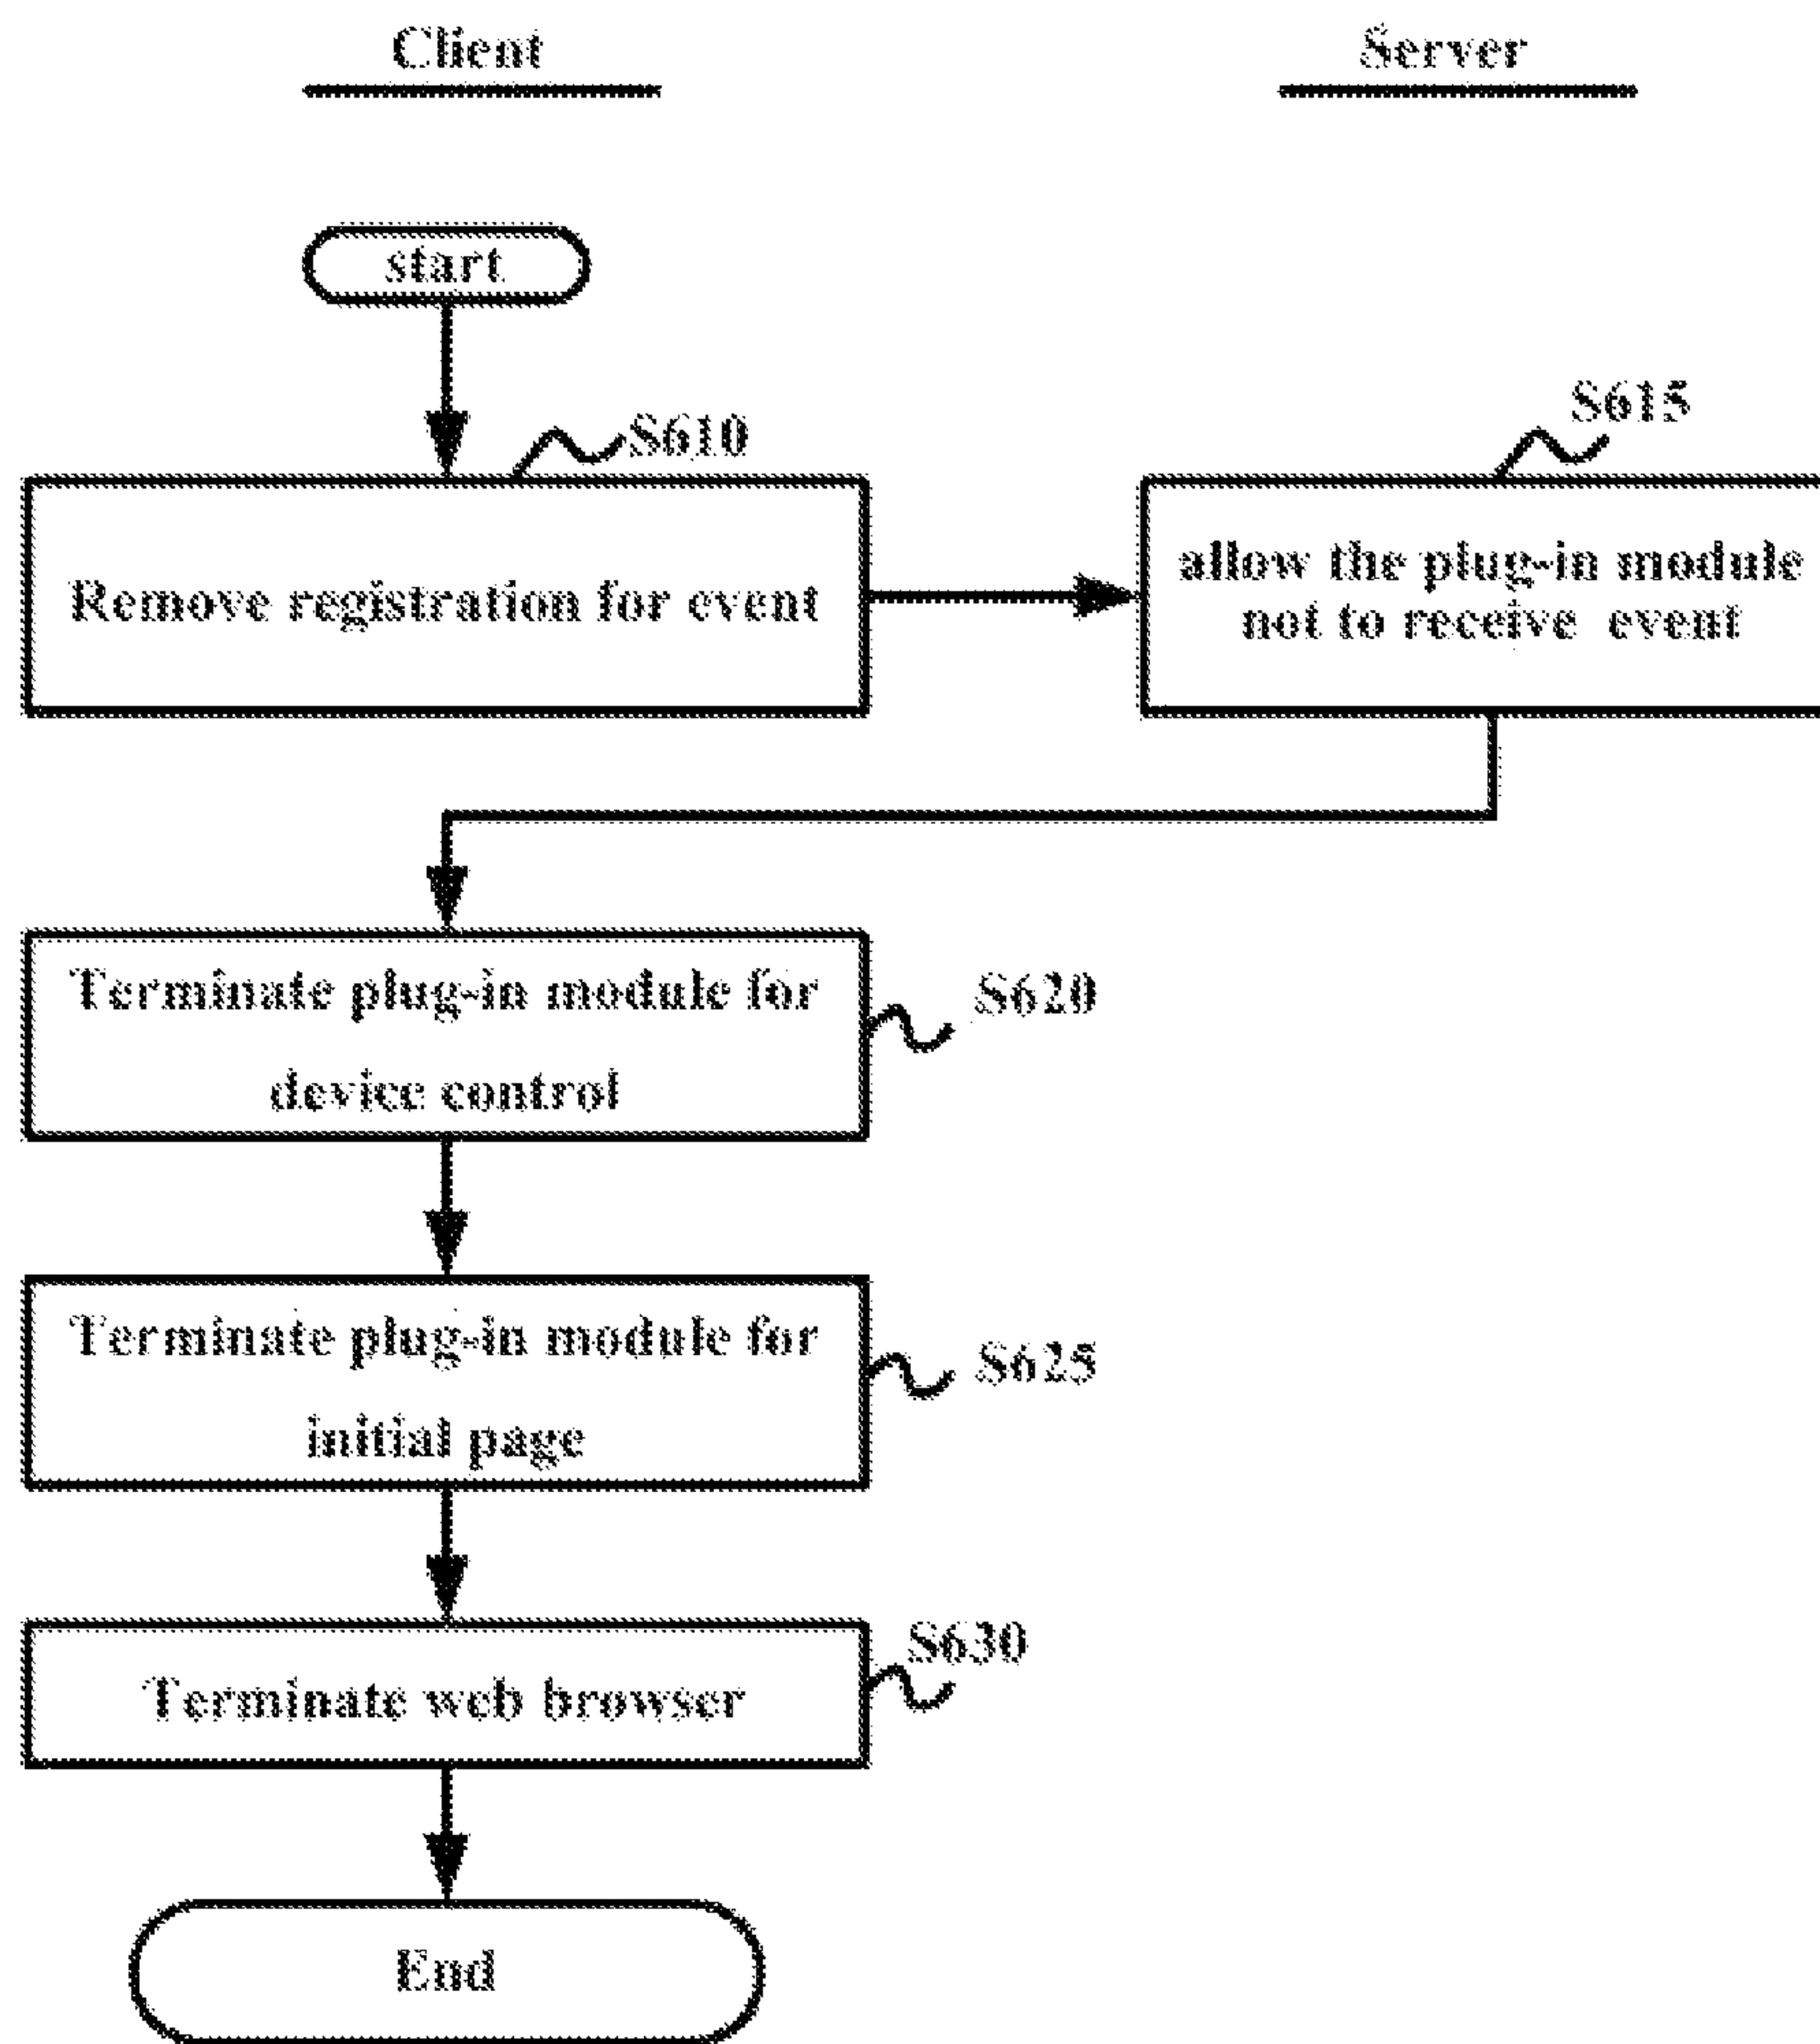 Client
Server
start
S610
S615
Remove registration for event
allow the plug-in module
not to receive event
Terminate plug-in module for
device control
S620
Terminate plug-in module for
initial page
S625
S630
Terminate web browser
End